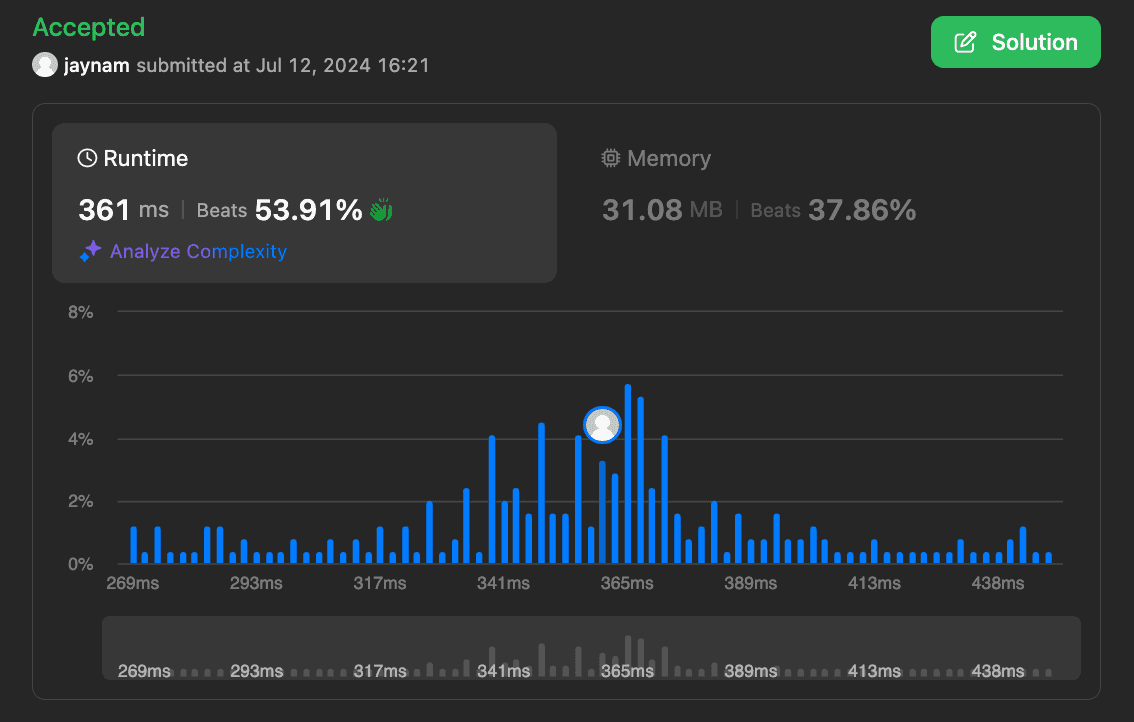 Accepted
jaynam submitted at Jul 12, 2024 16:21
Solution
Runtime
361 ms | Beats 53.91%
Analyze Complexity
Memory
31.08 MB | Beats 37.86%
8%
6%
4%
2%
0%
269ms 293ms 317ms 341ms 365ms 389ms 413ms 438ms
269ms 293ms 317ms 341ms 365ms 389ms 413ms 438ms